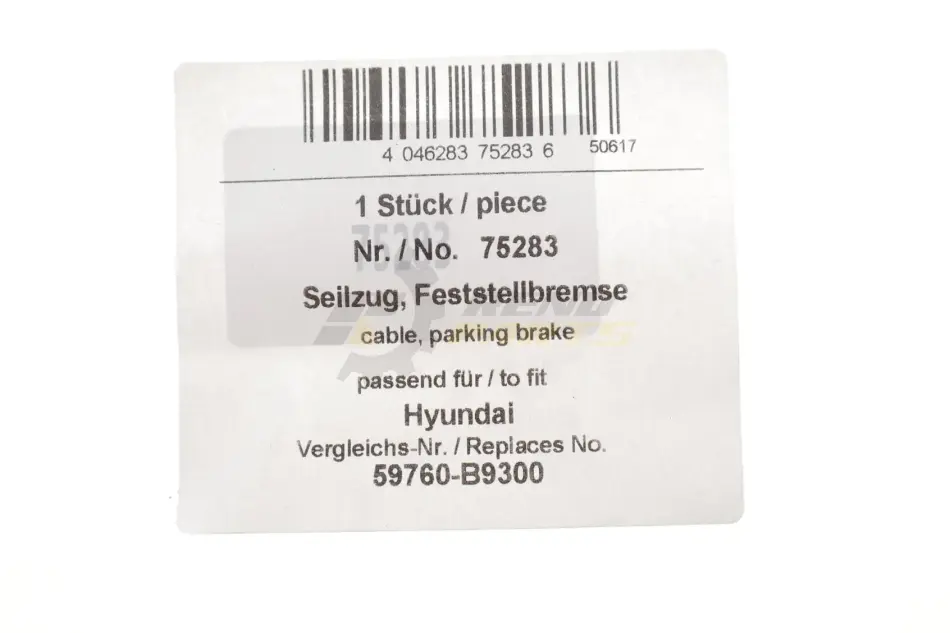 4 046283 75283 6 50617
1 Stück / piece
75283
Nr. / No. 75283
Seilzug, Feststellbremse
cable, parking brake
passend für / to fit
Hyundai
Vergleichs-Nr. / Replaces No.
59760-B9300